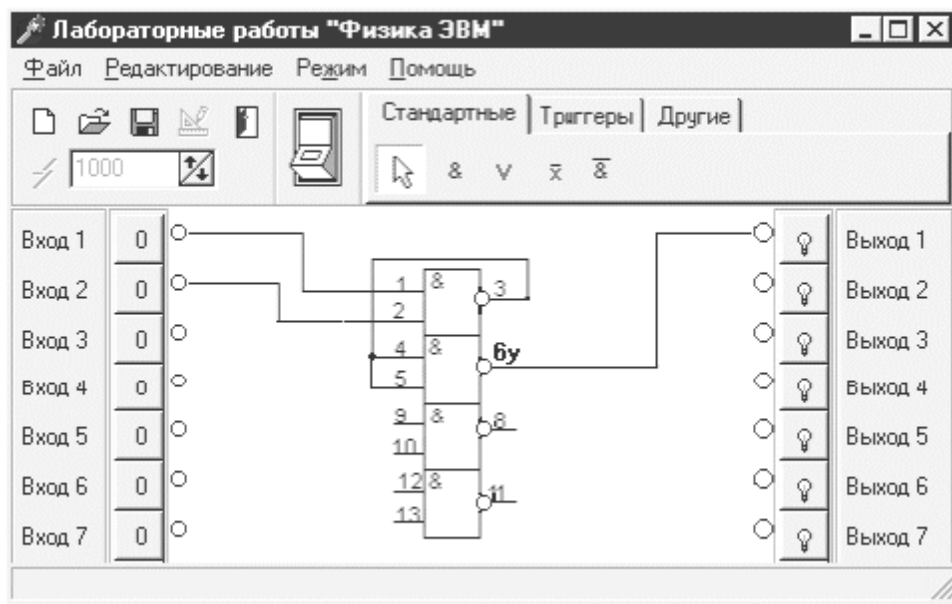 Лабораторные работы "Физика ЭВМ"
Файл Редактирование Режим Помощь
Стандартные Триггеры Другие
1000
& V x̅ &̅
Вход 1 0 Выход 1
Вход 2 0 Выход 2
Вход 3 0 Выход 3
Вход 4 0 Выход 4
Вход 5 0 Выход 5
Вход 6 0 Выход 6
Вход 7 0 Выход 7
1 & 3
2
4 & 6у
5
9 & 8
10
12 & 11
13